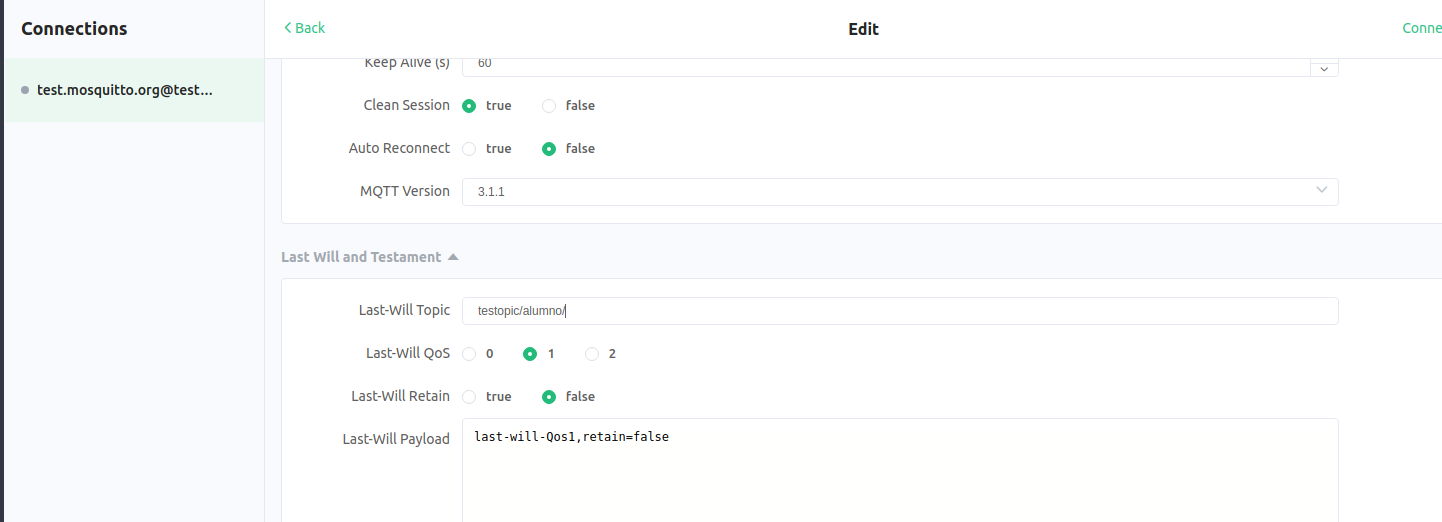 Connections
Back
Edit
Conne
test.mosquitto.org@test...
Keep Alive (s) 60
Clean Session true false
Auto Reconnect true false
MQTT Version 3.1.1
Last Will and Testament
Last-Will Topic testopic/alumno/
Last-Will QoS 0 1 2
Last-Will Retain true false
Last-Will Payload last-will-Qos1,retain=false